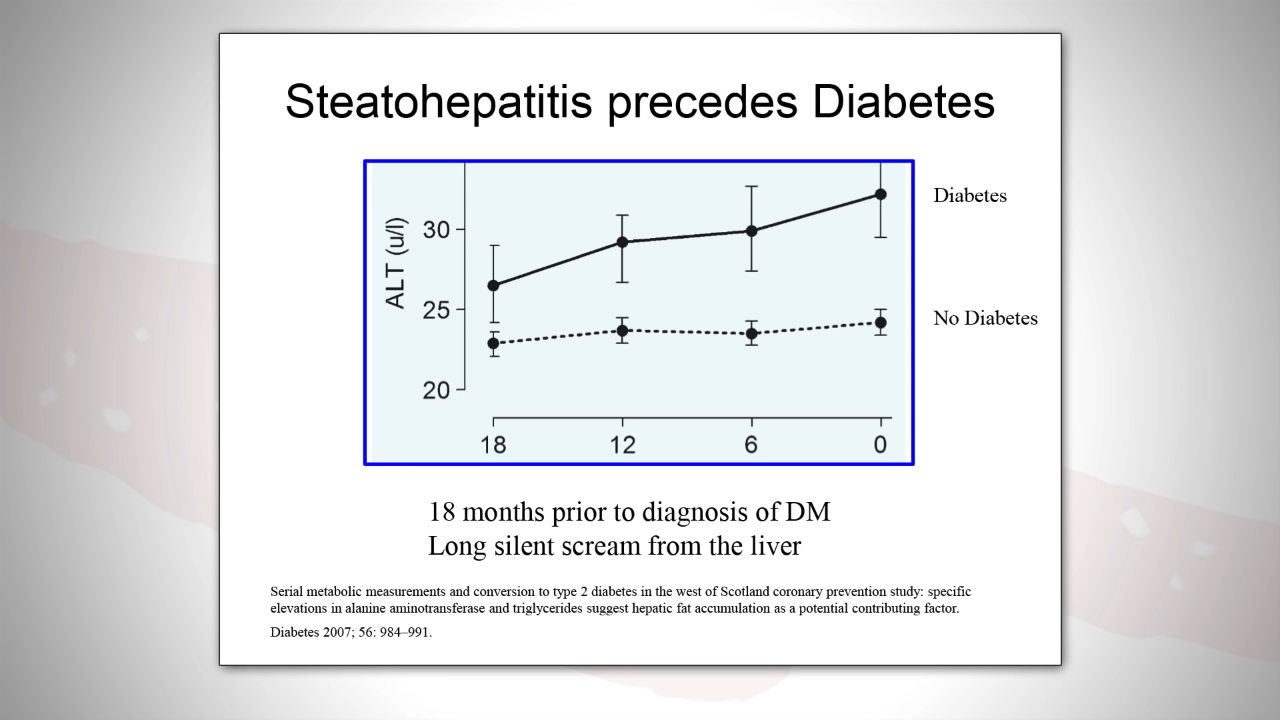 Steatohepatitis precedes Diabetes
Diabetes
ALT (u/l)
30
25
20
No Diabetes
18 12 6 0
18 months prior to diagnosis of DM
Long silent scream from the liver
Serial metabolic measurements and conversion to type 2 diabetes in the west of Scotland coronary prevention study: specific
elevations in alanine aminotransferase and triglycerides suggest hepatic fat accumulation as a potential contributing factor.
Diabetes 2007; 56: 984–991.